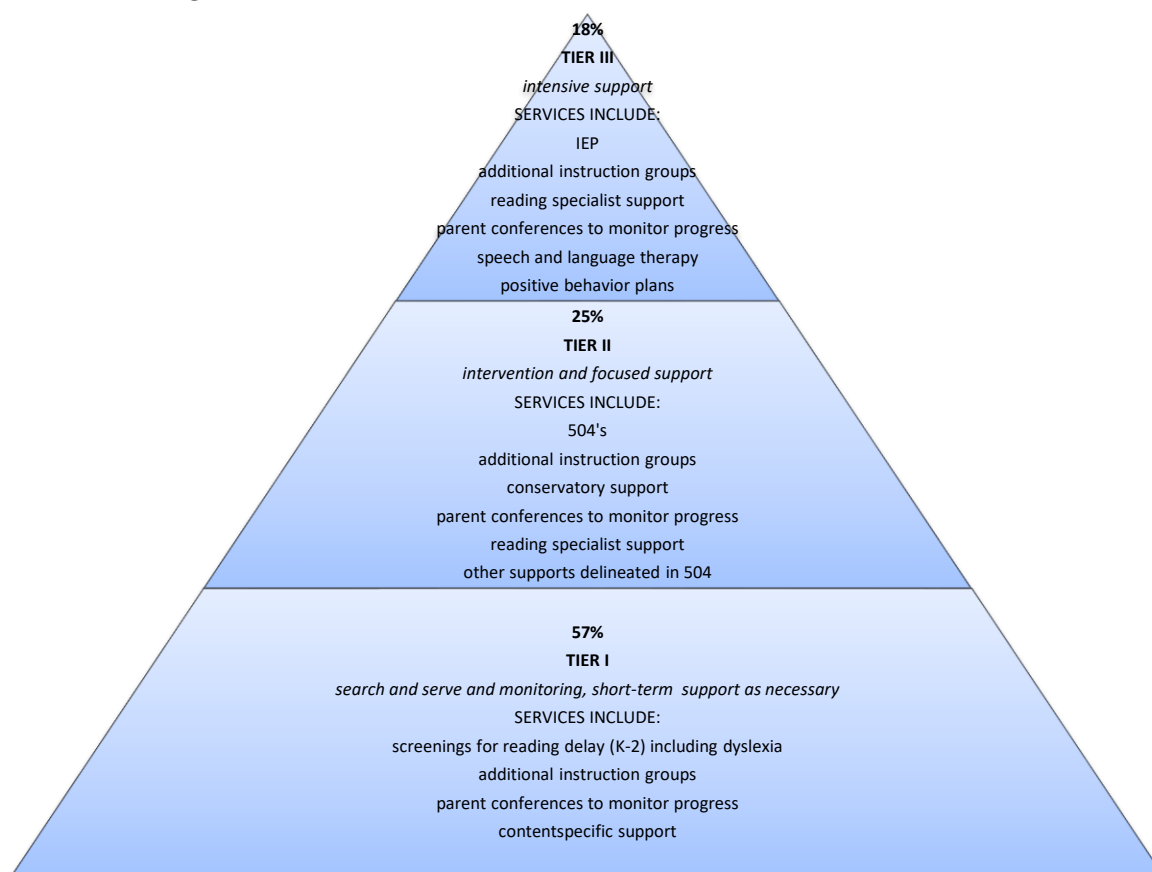 18%
TIER III
intensive support
SERVICES INCLUDE:
IEP
additional instruction groups
reading specialist support
parent conferences to monitor progress
speech and language therapy
positive behavior plans
25%
TIER II
intervention and focused support
SERVICES INCLUDE:
504's
additional instruction groups
conservatory support
parent conferences to monitor progress
reading specialist support
other supports delineated in 504
57%
TIER I
search and serve and monitoring, short-term  support as necessary
SERVICES INCLUDE:
screenings for reading delay (K-2) including dyslexia
additional instruction groups
parent conferences to monitor progress
contentspecific support